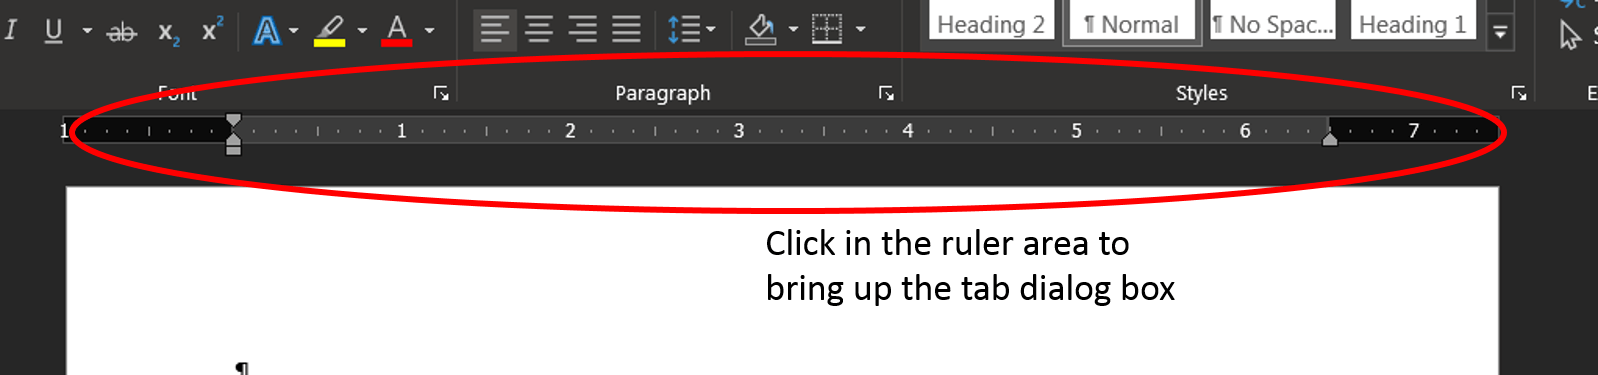 I U ab x₂ x² A A
Heading 2 ¶ Normal ¶ No Spac... Heading 1
Font Paragraph Styles E
1 1 2 3 4 5 6 7
Click in the ruler area to
bring up the tab dialog box
¶